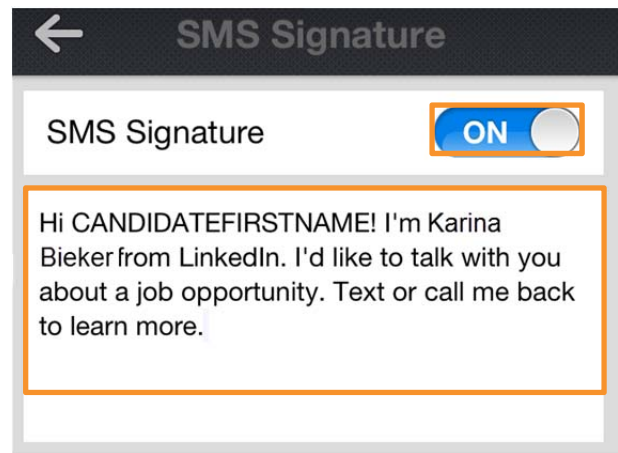 SMS Signature
SMS Signature ON
Hi CANDIDATEFIRSTNAME! I'm Karina
Bieker from LinkedIn. I'd like to talk with you
about a job opportunity. Text or call me back
to learn more.